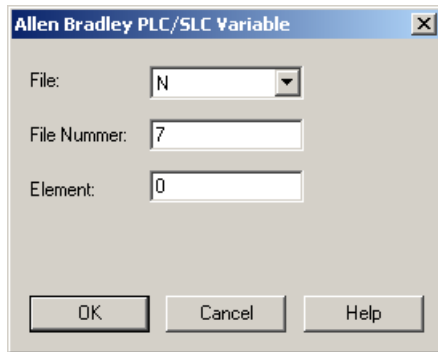 Allen Bradley PLC/SLC Variable
File: N
File Nummer: 7
Element: 0
OK Cancel Help